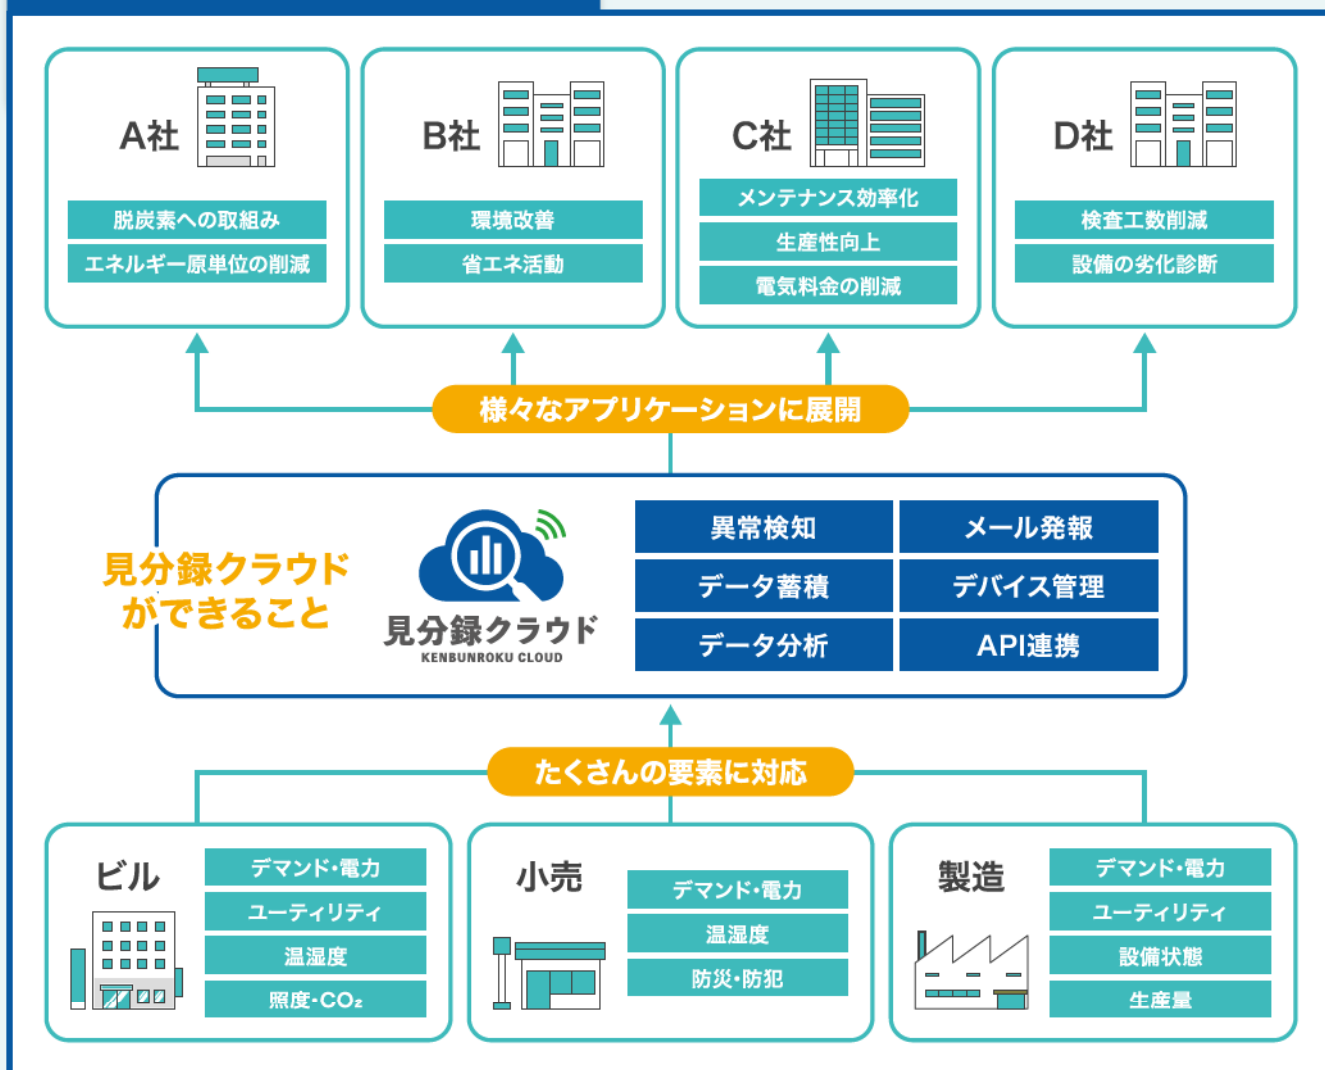 A社
脱炭素への取組み
エネルギー原単位の削減
B社
環境改善
省エネ活動
C社
メンテナンス効率化
生産性向上
電気料金の削減
D社
検査工数削減
設備の劣化診断
様々なアプリケーションに展開
見分録クラウド
ができること
見分録クラウド
KENBUNROKU CLOUD
異常検知
メール発報
データ蓄積
デバイス管理
データ分析
API連携
たくさんの要素に対応
ビル
デマンド・電力
ユーティリティ
温湿度
照度・CO₂
小売
デマンド・電力
温湿度
防災・防犯
製造
デマンド・電力
ユーティリティ
設備状態
生産量